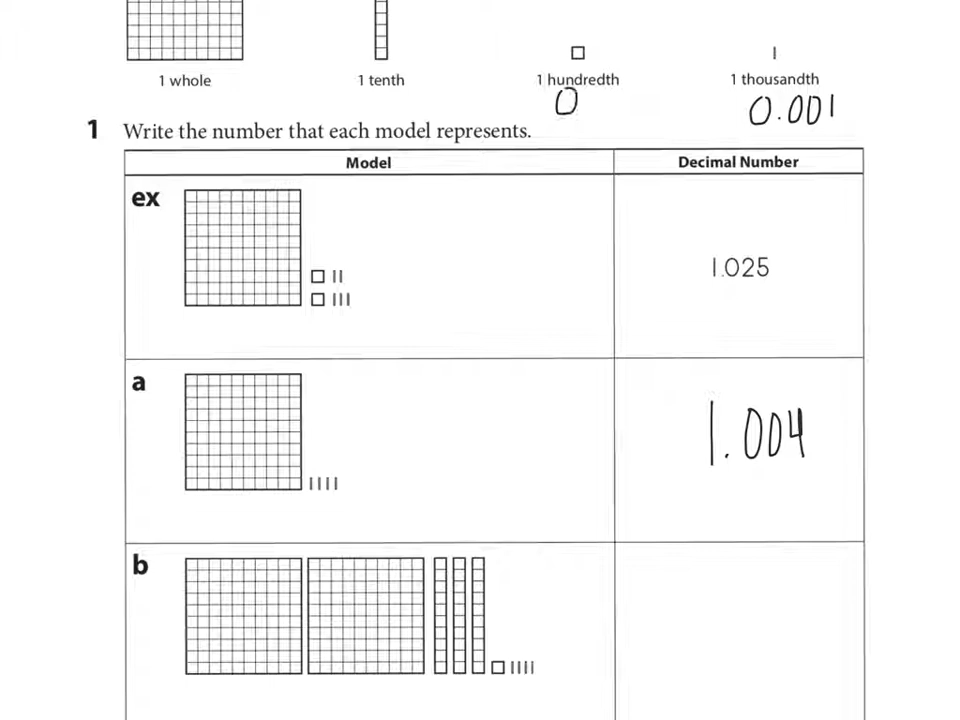 1 whole 1 tenth 1 hundredth 1 thousandth
0 0.001
1 Write the number that each model represents.
Model Decimal Number
ex
1.025
a
1.004
b